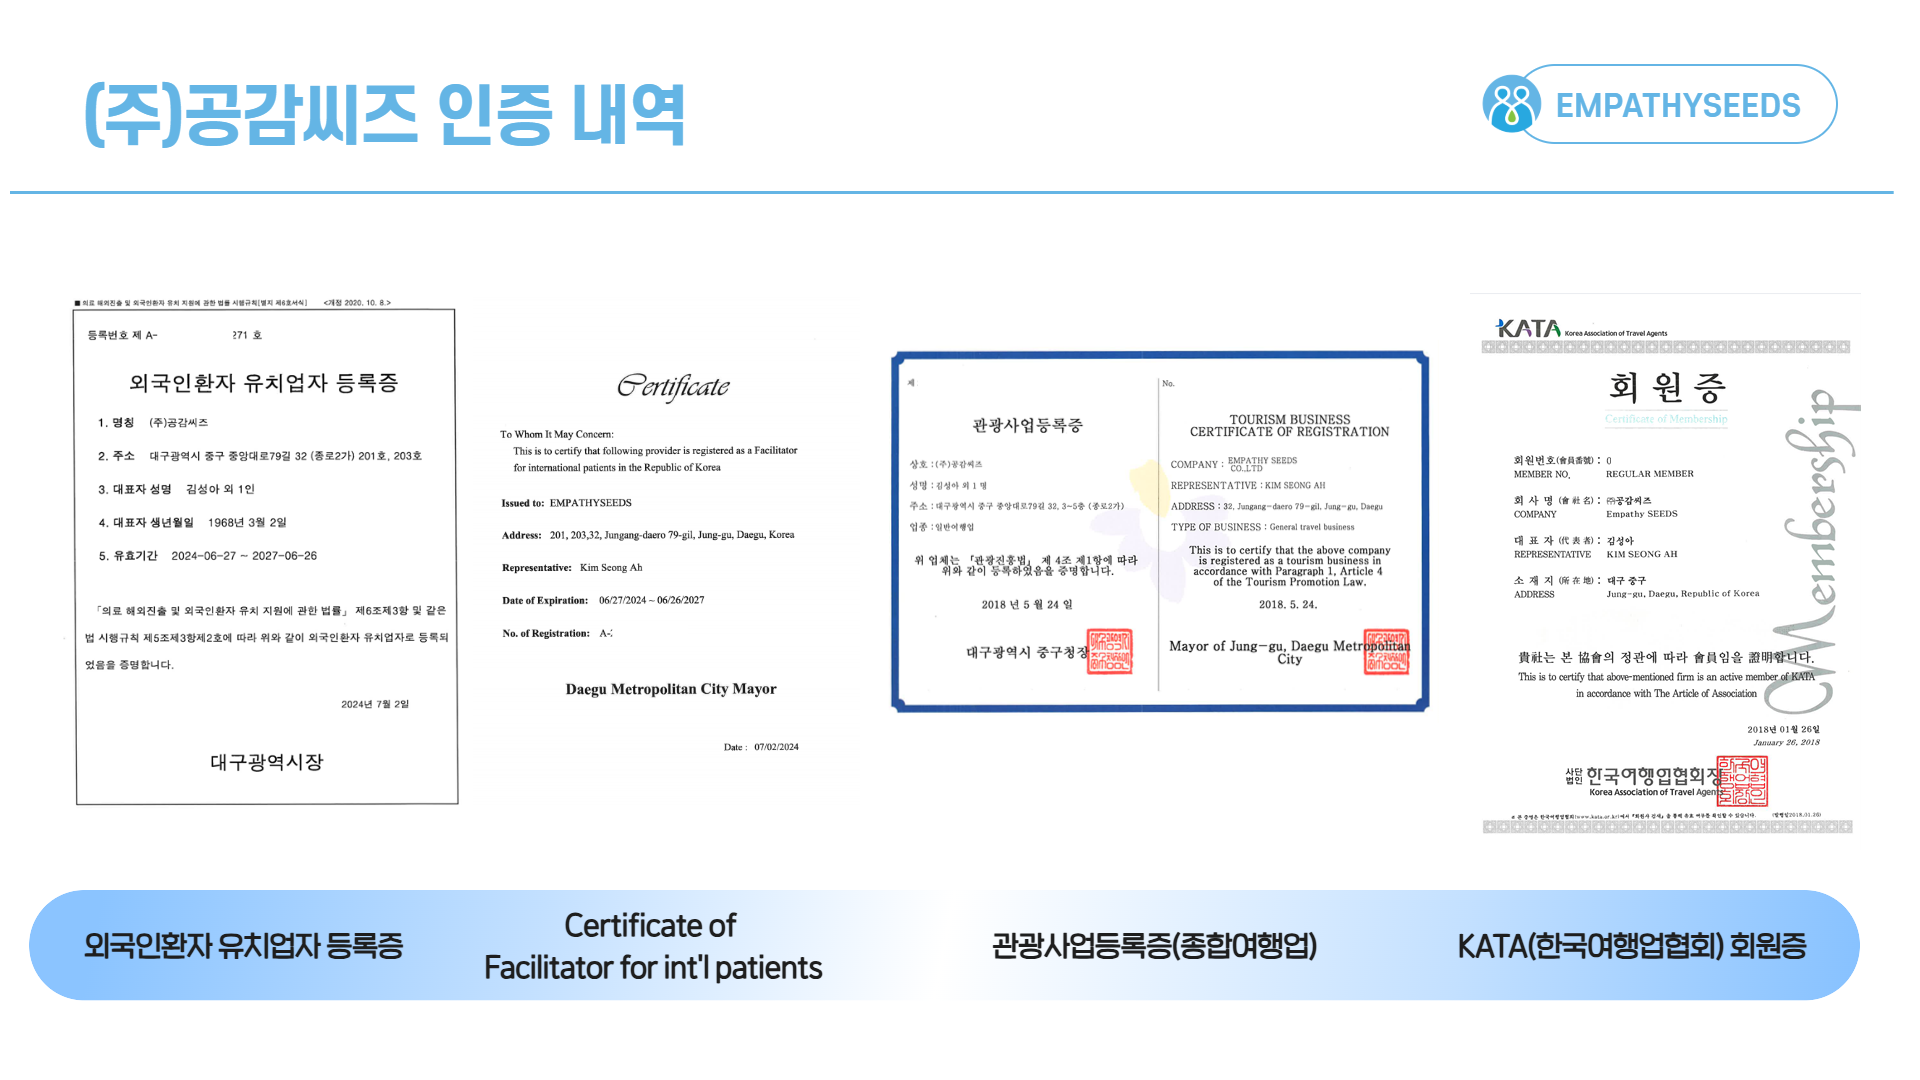 (주)공감씨즈 인증 내역
EMPATHYSEEDS
■ 의료 해외진출 및 외국인환자 유치 지원에 관한 법률 시행규칙[별지 제6호서식] <개정 2020. 10. 8.>
등록번호 제 A- 271 호
외국인환자 유치업자 등록증
1. 명칭 (주)공감씨즈
2. 주소 대구광역시 중구 중앙대로79길 32 (종로2가) 201호, 203호
3. 대표자 성명 김성아 외 1인
4. 대표자 생년월일 1968년 3월 2일
5. 유효기간 2024-06-27 ~ 2027-06-26
「의료 해외진출 및 외국인환자 유치 지원에 관한 법률」 제6조제3항 및 같은
법 시행규칙 제5조제3항제2호에 따라 위와 같이 외국인환자 유치업자로 등록되
었음을 증명합니다.
2024년 7월 2일
대구광역시장
Certificate
To Whom It May Concern:
This is to certify that following provider is registered as a Facilitator
for international patients in the Republic of Korea
Issued to: EMPATHYSEEDS
Address: 201, 203,32, Jungang-daero 79-gil, Jung-gu, Daegu, Korea
Representative: Kim Seong Ah
Date of Expiration: 06/27/2024 ~ 06/26/2027
No. of Registration: A-
Daegu Metropolitan City Mayor
Date : 07/02/2024
제
관광사업등록증
상호 : (주)공감씨즈
성명 : 김성아 외 1 명
주소 : 대구광역시 중구 중앙대로79길 32, 3~5층 (종로2가)
업종 : 일반여행업
위 업체는 「관광진흥법」 제 4조 제1항에 따라
위와 같이 등록하였음을 증명합니다.
2018 년 5 월 24 일
대구광역시 중구청장
No.
TOURISM BUSINESS
CERTIFICATE OF REGISTRATION
COMPANY : EMPATHY SEEDS
CO.,LTD
REPRESENTATIVE : KIM SEONG AH
ADDRESS : 32, Jungang-daero 79-gil, Jung-gu, Daegu
TYPE OF BUSINESS : General travel business
This is to certify that the above company
is registered as a tourism business in
accordance with Paragraph 1, Article 4
of the Tourism Promotion Law.
2018. 5. 24.
Mayor of Jung-gu, Daegu Metropolitan
City
KATA Korea Association of Travel Agents
회 원 증
Certificate of Membership
Membership
회원번호(會員番號) : 0
MEMBER NO. REGULAR MEMBER
회 사 명 (會 社 名) : ㈜공감씨즈
COMPANY Empathy SEEDS
대 표 자 (代 表 者) : 김성아
REPRESENTATIVE KIM SEONG AH
소 재 지 (所 在 地) : 대구 중구
ADDRESS Jung-gu, Daegu, Republic of Korea
貴社는 본 協會의 정관에 따라 會員임을 證明합니다.
This is to certify that above-mentioned firm is an active member of KATA
in accordance with The Article of Association
2018년 01월 26일
January 26, 2018
사단법인 한국여행업협회장
Korea Association of Travel Agents
외국인환자 유치업자 등록증
Certificate of
Facilitator for int'l patients
관광사업등록증(종합여행업)
KATA(한국여행업협회) 회원증